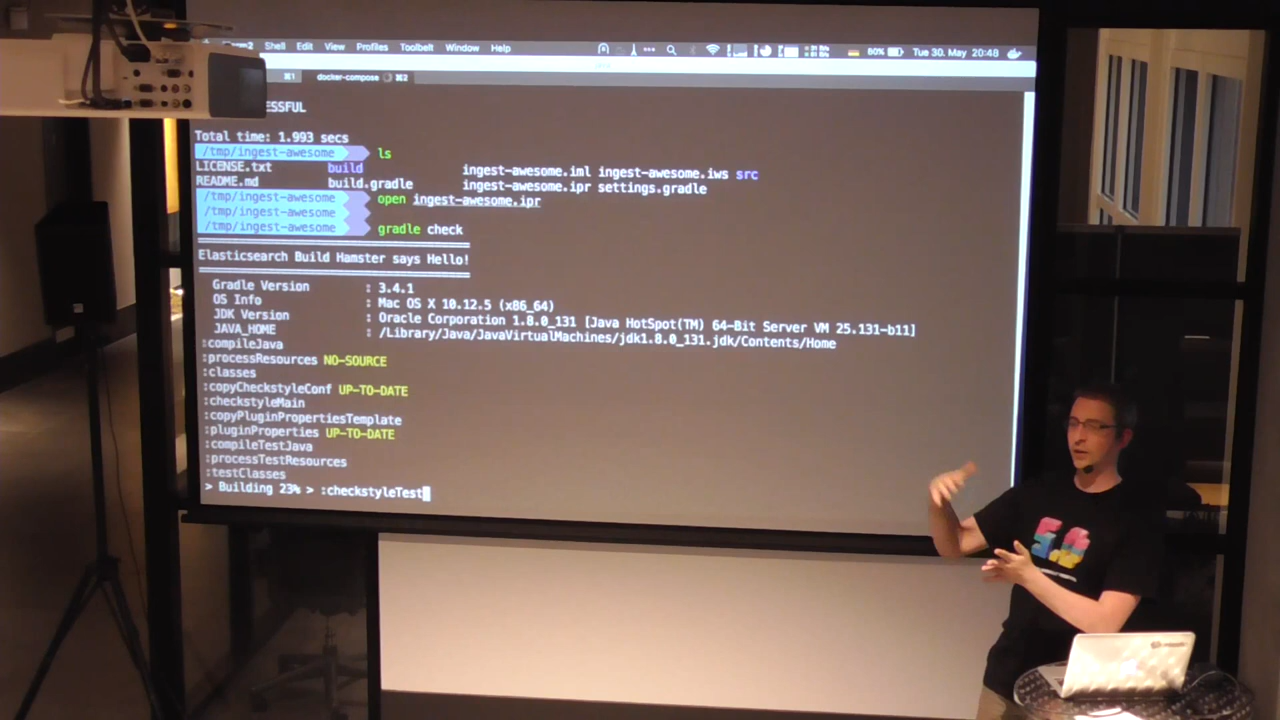 Shell Edit View Profiles Toolbelt Window Help 60% Tue 30. May 20:48
⌘1 docker-compose ⌘2
ESSFUL
Total time: 1.993 secs
/tmp/ingest-awesome ls
LICENSE.txt build ingest-awesome.iml ingest-awesome.iws src
README.md build.gradle ingest-awesome.ipr settings.gradle
/tmp/ingest-awesome open ingest-awesome.ipr
/tmp/ingest-awesome
/tmp/ingest-awesome gradle check
=======================================
Elasticsearch Build Hamster says Hello!
=======================================
Gradle Version : 3.4.1
OS Info : Mac OS X 10.12.5 (x86_64)
JDK Version : Oracle Corporation 1.8.0_131 [Java HotSpot(TM) 64-Bit Server VM 25.131-b11]
JAVA_HOME : /Library/Java/JavaVirtualMachines/jdk1.8.0_131.jdk/Contents/Home
:compileJava
:processResources NO-SOURCE
:classes
:copyCheckstyleConf UP-TO-DATE
:checkstyleMain
:copyPluginPropertiesTemplate
:pluginProperties UP-TO-DATE
:compileTestJava
:processTestResources
:testClasses
> Building 23% > :checkstyleTest
5.0